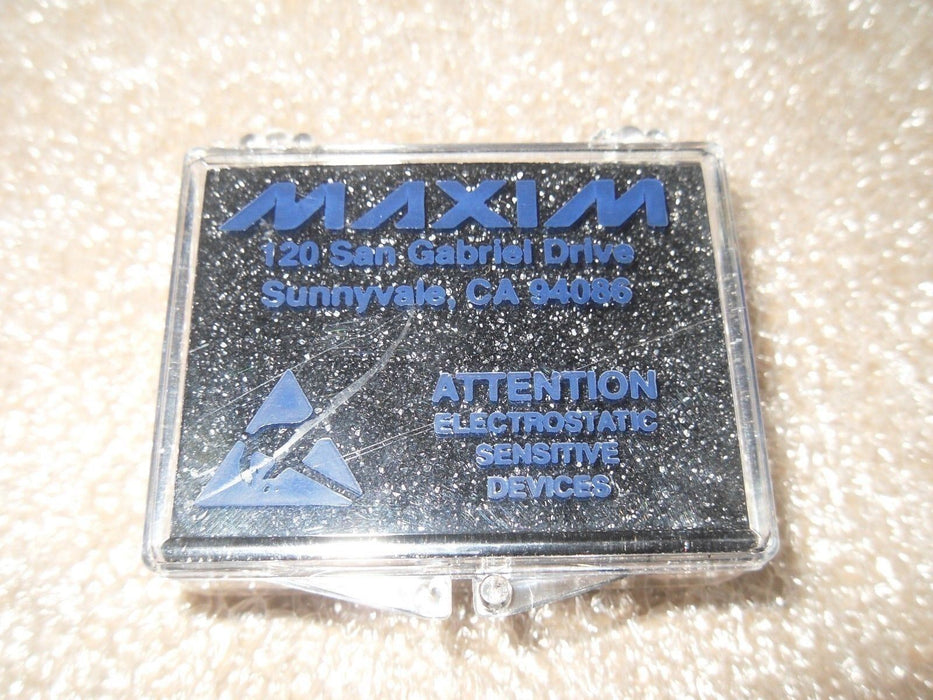 MAXIM
120 San Gabriel Drive
Sunnyvale, CA 94086
ATTENTION
ELECTROSTATIC
SENSITIVE
DEVICES